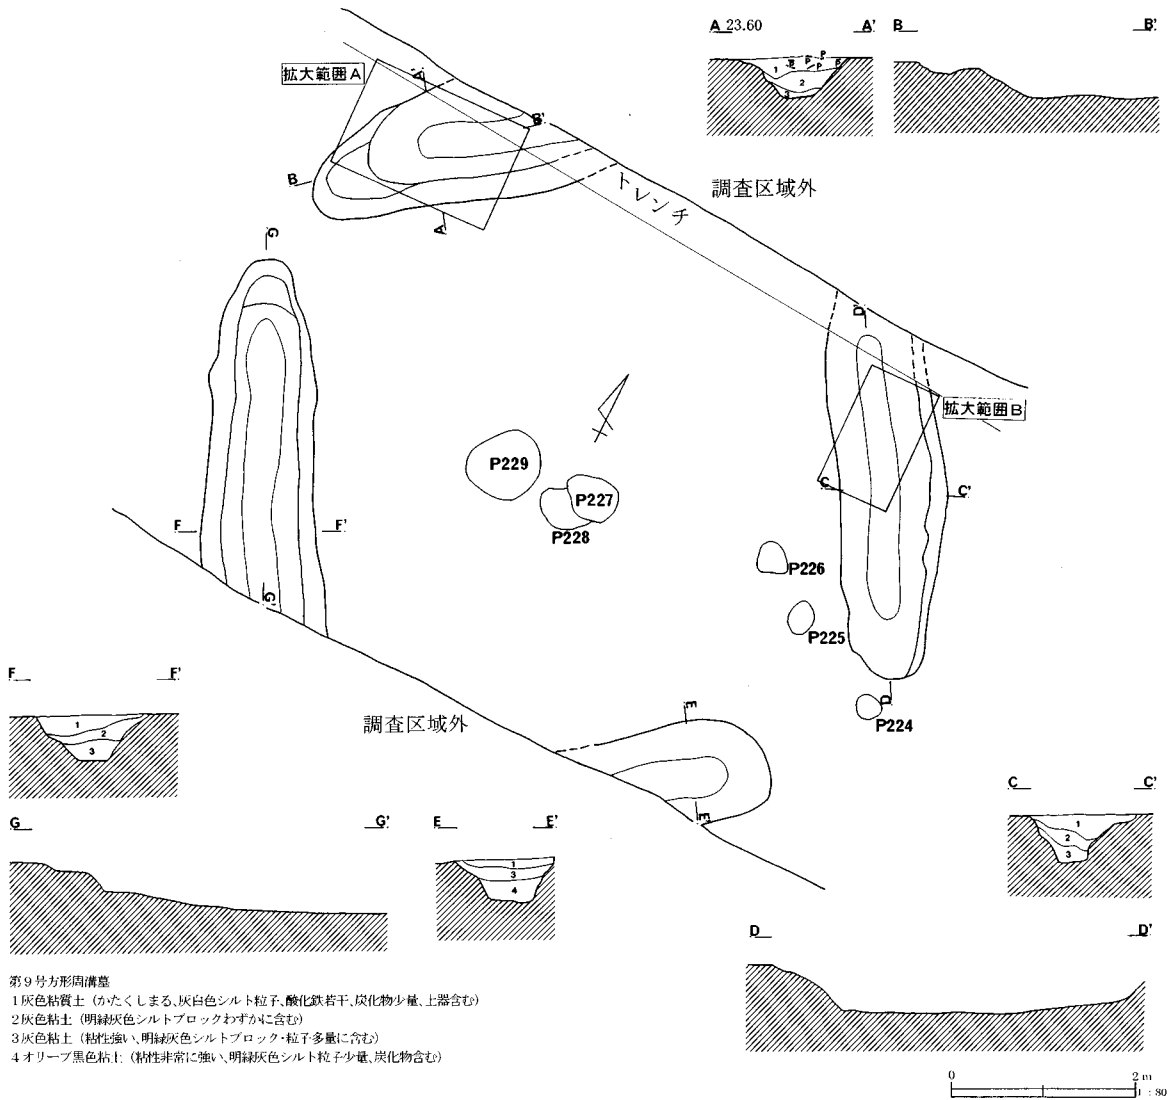 A 23.60 A'
B B'
P P P P P P
1
2
3
拡大範囲A
A'
B'
B
A
トレンチ
調査区域外
G
D'
拡大範囲B
P229
P227
P228
C C'
P226
P225
F F'
G'
D
P224
F F'
1
2
3
調査区域外
E
E'
G G'
E E'
1
3
4
C C'
1
2
3
D D'
第9号方形周溝墓
1灰色粘質土（かたくしまる、灰白色シルト粒子、酸化鉄若干、炭化物少量、土器含む）
2灰色粘土（明緑灰色シルトブロックわずかに含む）
3灰色粘土（粘性強い、明緑灰色シルトブロック・粒子多量に含む）
4オリーブ黒色粘土（粘性非常に強い、明緑灰色シルト粒子少量、炭化物含む）
0 2m
1:80